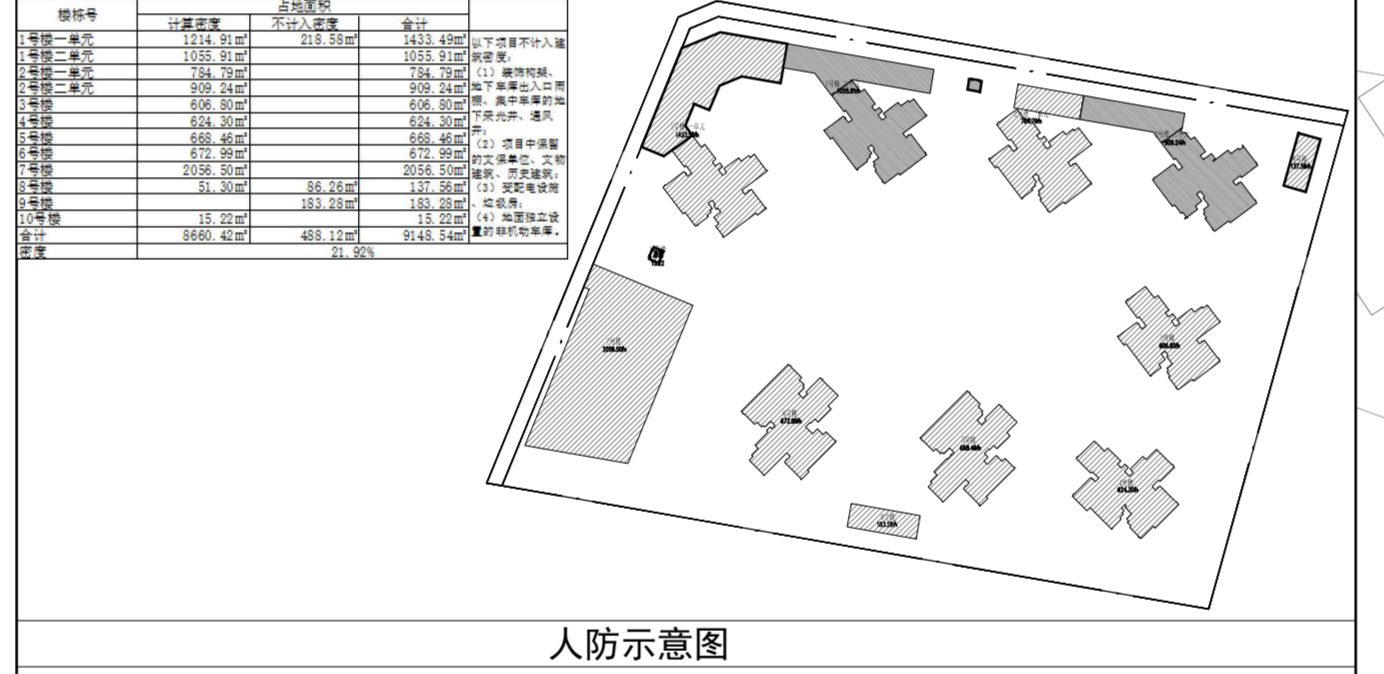 楼栋号 占地面积
计算密度 不计入密度 合计
1号楼一单元 1214.91㎡ 218.58㎡ 1433.49㎡
1号楼二单元 1055.91㎡ 1055.91㎡
2号楼一单元 784.79㎡ 784.79㎡
2号楼二单元 909.24㎡ 909.24㎡
3号楼 606.80㎡ 606.80㎡
4号楼 624.30㎡ 624.30㎡
5号楼 668.46㎡ 668.46㎡
6号楼 672.99㎡ 672.99㎡
7号楼 2056.50㎡ 2056.50㎡
8号楼 51.30㎡ 86.26㎡ 137.56㎡
9号楼 183.28㎡ 183.28㎡
10号楼 15.22㎡ 15.22㎡
合计 8660.42㎡ 488.12㎡ 9148.54㎡
密度 21.92%
以下项目不计入建
筑密度:
(1)装饰构架、
地下车库出入口雨
棚、集中车库的地
下采光井、通风
井;
(2)项目中保留
的文保单位、文物
建筑、历史建筑;
(3)变配电设施
、垃圾房;
(4)地面独立设
置的非机动车库。
人防示意图